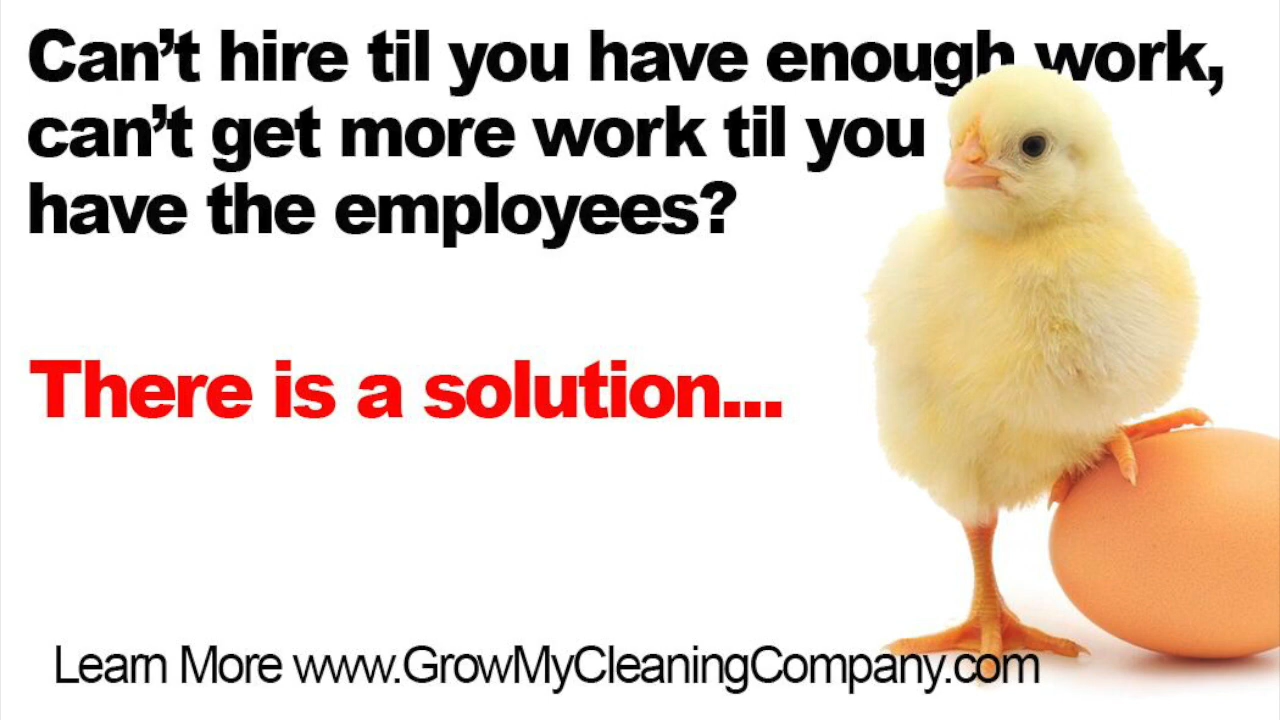 Can’t hire til you have enough work,
can’t get more work til you
have the employees?
There is a solution...
Learn More www.GrowMyCleaningCompany.com